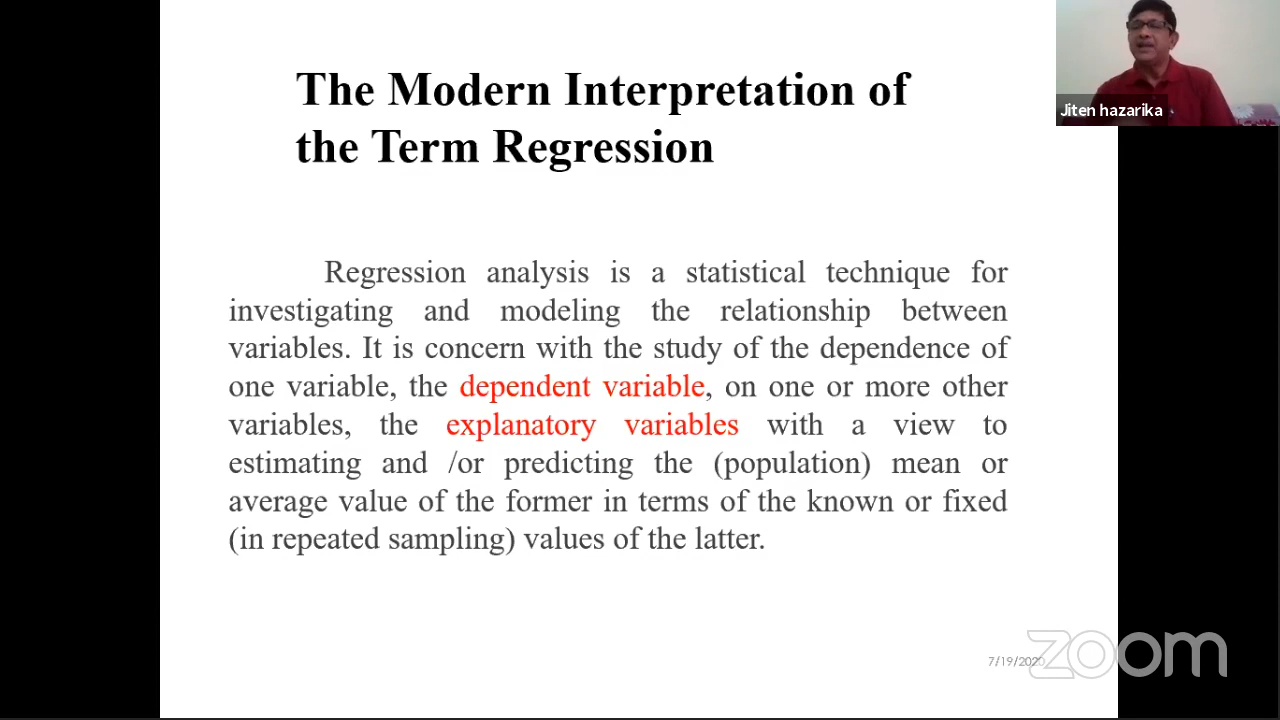 The Modern Interpretation of
the Term Regression
Jiten hazarika
Regression analysis is a statistical technique for
investigating and modeling the relationship between
variables. It is concern with the study of the dependence of
one variable, the dependent variable, on one or more other
variables, the explanatory variables with a view to
estimating and /or predicting the (population) mean or
average value of the former in terms of the known or fixed
(in repeated sampling) values of the latter.
7/19/2020
zoom